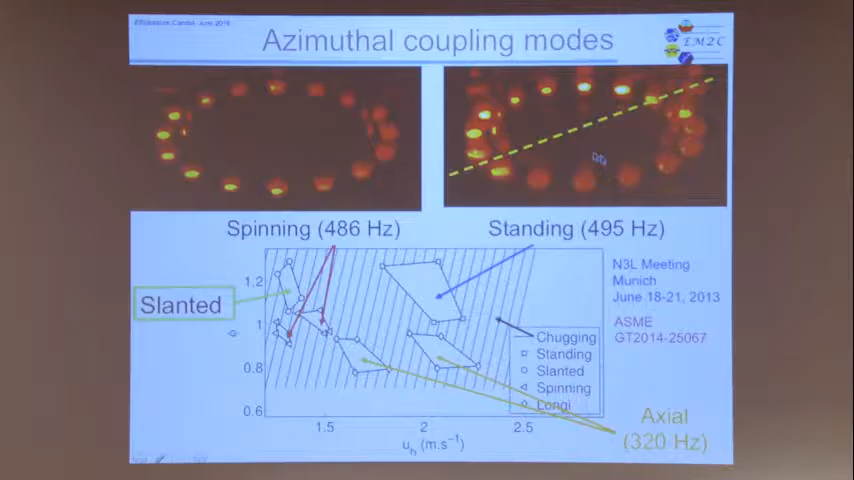 Azimuthal coupling modes
EM2C
Spinning (486 Hz)
Standing (495 Hz)
N3L Meeting
Munich
June 18-21, 2013
ASME
GT2014-25067
Slanted
1.2
1
0.8
0.6
1.5
2
2.5
u_h (m.s⁻¹)
Chugging
Standing
Slanted
Spinning
Longi
Axial
(320 Hz)